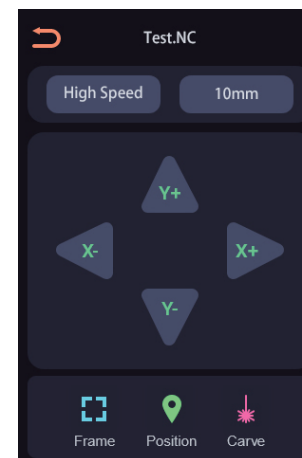 Test.NC
High Speed 10mm
Y+
X- X+
Y-
Frame Position Carve